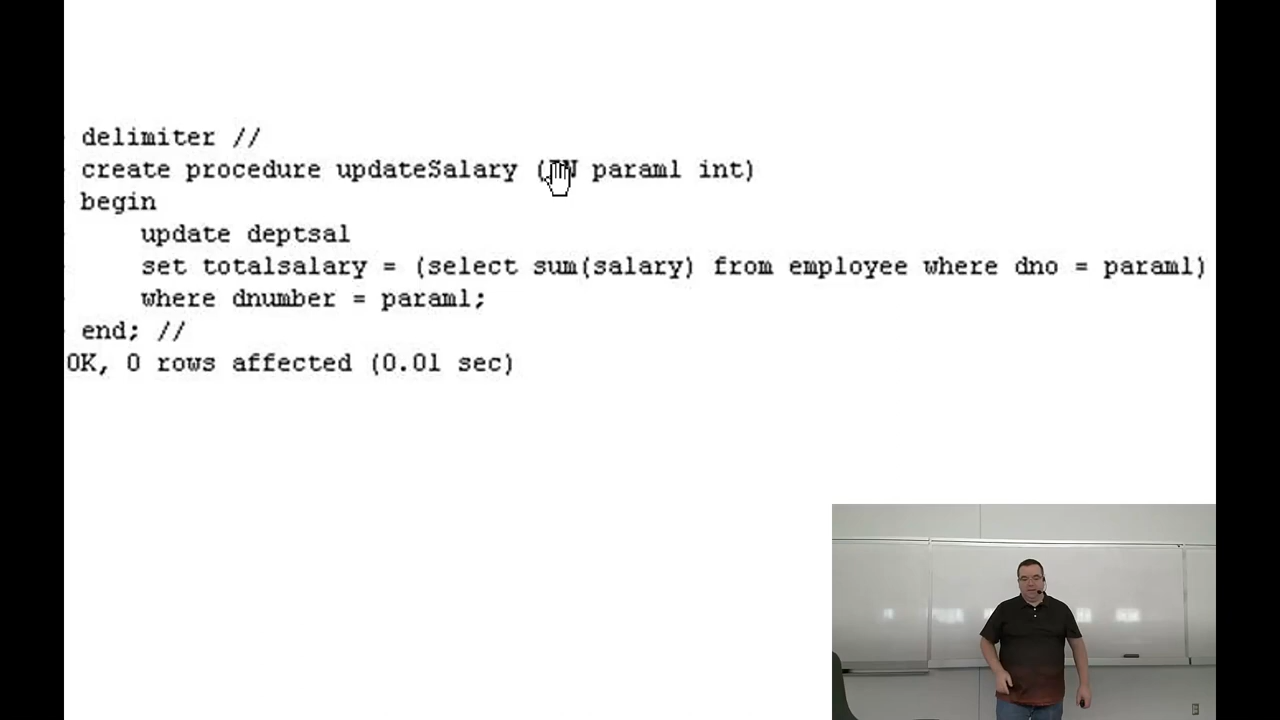 delimiter //
create procedure updateSalary (IN param1 int)
begin
update deptsal
set totalsalary = (select sum(salary) from employee where dno = param1)
where dnumber = param1;
end; //
OK, 0 rows affected (0.01 sec)